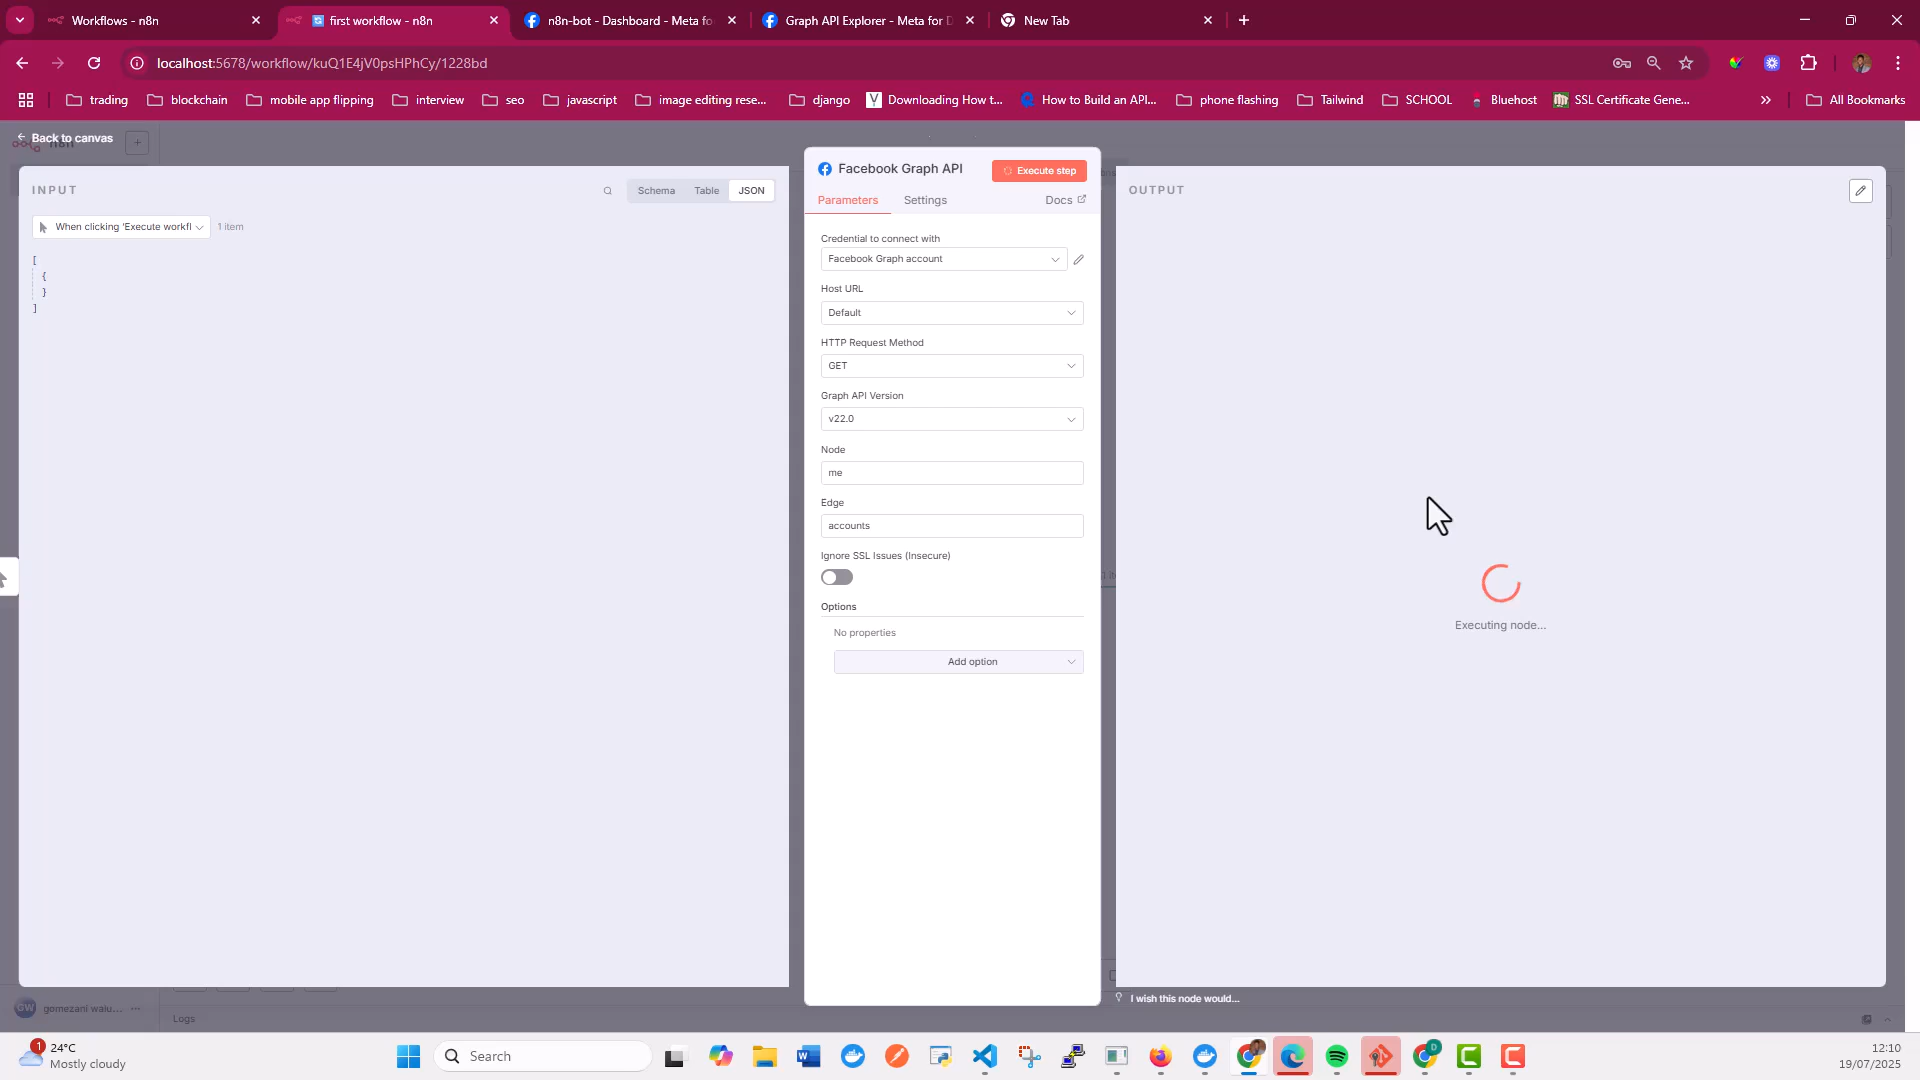 Workflows - n8n
first workflow - n8n
n8n-bot - Dashboard - Meta fo
Graph API Explorer - Meta for D
New Tab
localhost:5678/workflow/kuQ1E4jV0psHPhCy/1228bd
trading
blockchain
mobile app flipping
interview
seo
javascript
image editing rese...
django
Downloading How t...
How to Build an API...
phone flashing
Tailwind
SCHOOL
Bluehost
SSL Certificate Gene...
All Bookmarks
Back to canvas
INPUT
Schema
Table
JSON
When clicking 'Execute workfl
1 item
[
{
}
]
Facebook Graph API
Execute step
Parameters
Settings
Docs
Credential to connect with
Facebook Graph account
Host URL
Default
HTTP Request Method
GET
Graph API Version
v22.0
Node
me
Edge
accounts
Ignore SSL Issues (Insecure)
Options
No properties
Add option
OUTPUT
Executing node...
I wish this node would...
GW
gomezani walu...
Logs
1
24°C
Mostly cloudy
Search
D
12:10
19/07/2025